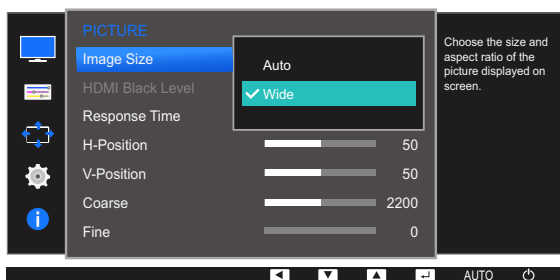 PICTURE
Image Size
Auto
Wide
HDMI Black Level
Response Time
H-Position 50
V-Position 50
Coarse 2200
Fine 0
Choose the size and
aspect ratio of the
picture displayed on
screen.
AUTO